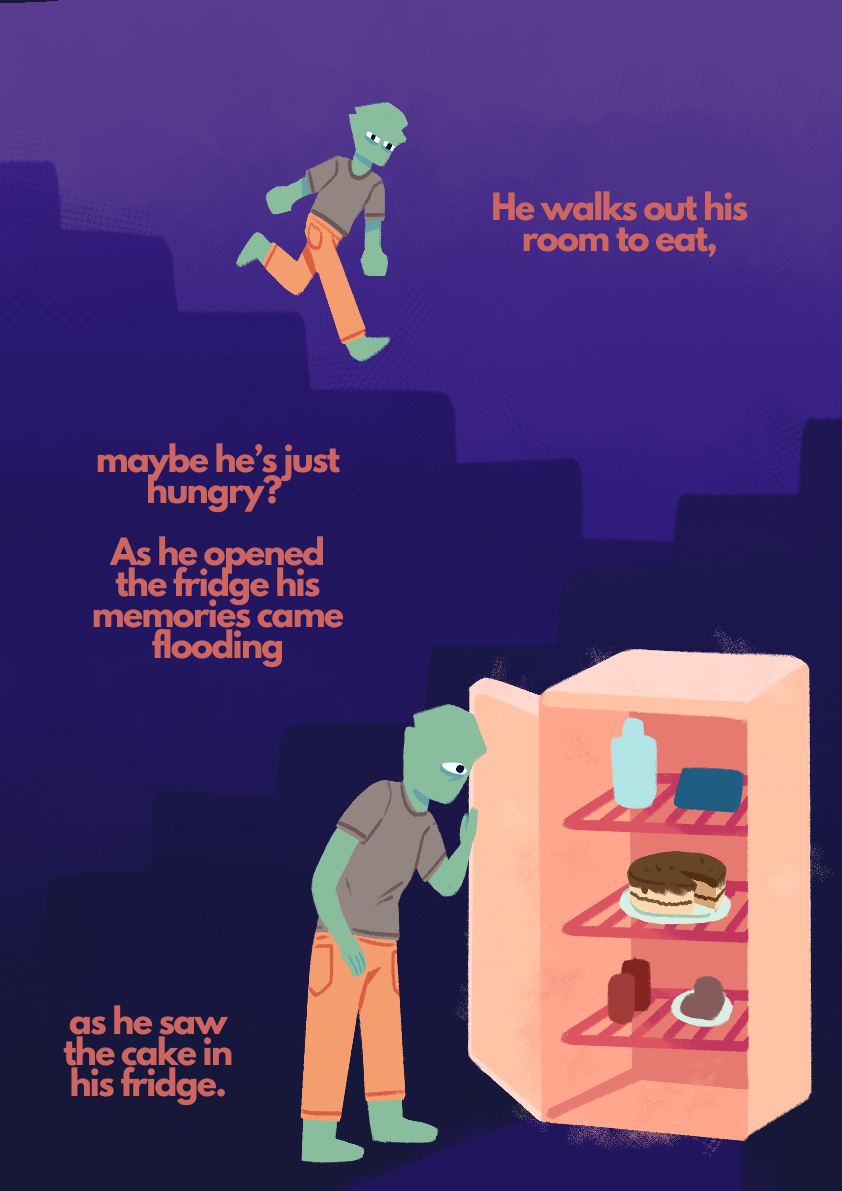 He walks out his
room to eat,
maybe he's just
hungry?
As he opened
the fridge his
memories came
flooding
as he saw
the cake in
his fridge.